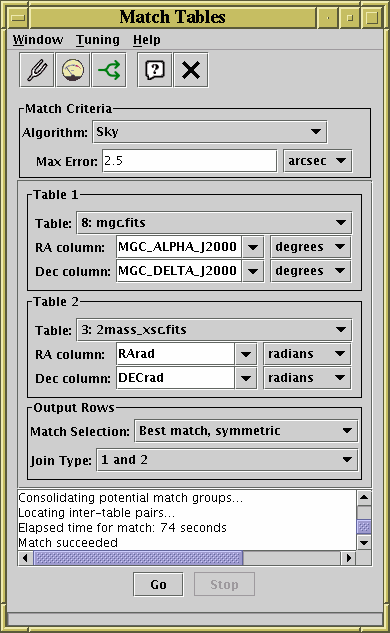 Match Tables
Window Tuning Help
Match Criteria
Algorithm: Sky
Max Error: 2.5 arcsec
Table 1
Table: 8: mgc.fits
RA column: MGC_ALPHA_J2000 degrees
Dec column: MGC_DELTA_J2000 degrees
Table 2
Table: 3: 2mass_xsc.fits
RA column: RArad radians
Dec column: DECrad radians
Output Rows
Match Selection: Best match, symmetric
Join Type: 1 and 2
Consolidating potential match groups...
Locating inter-table pairs...
Elapsed time for match: 74 seconds
Match succeeded
Go Stop